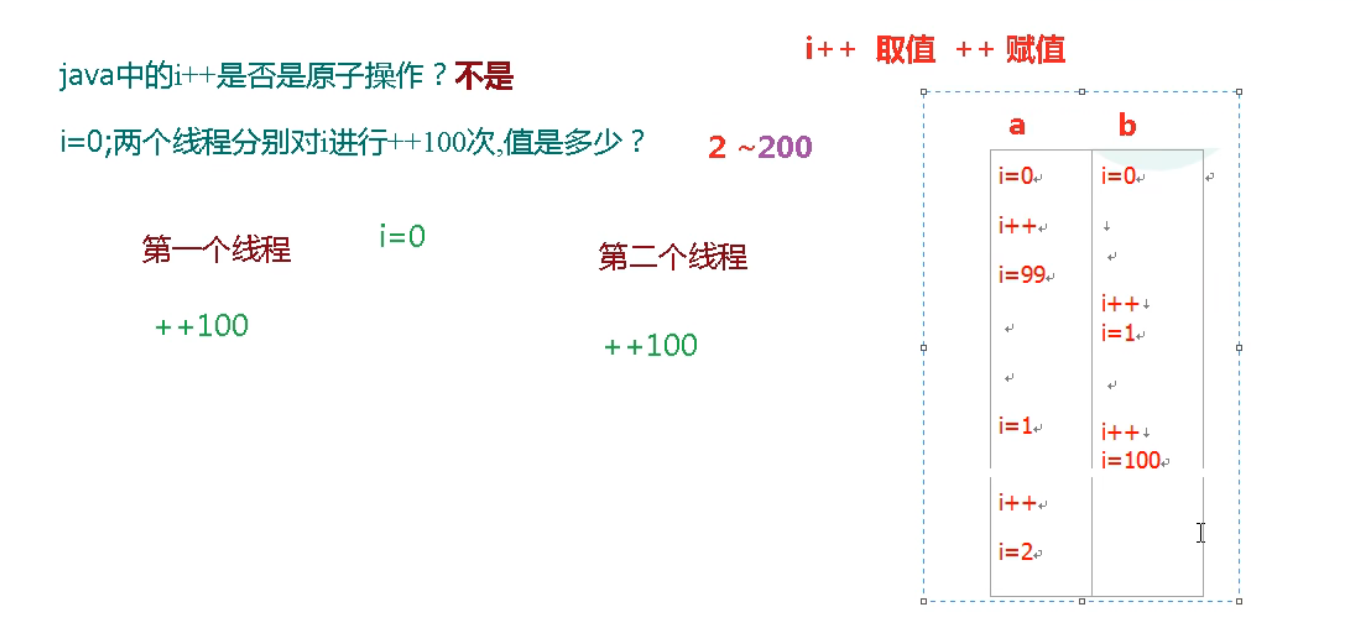 i++ 取值 ++ 赋值
java中的i++是否是原子操作？不是
i=0;两个线程分别对i进行++100次,值是多少？ 2 ~200
第一个线程 i=0 第二个线程
++100 ++100
a b
i=0 i=0
i++
i=99
i++
i=1
i=1 i++
i=100
i++
i=2